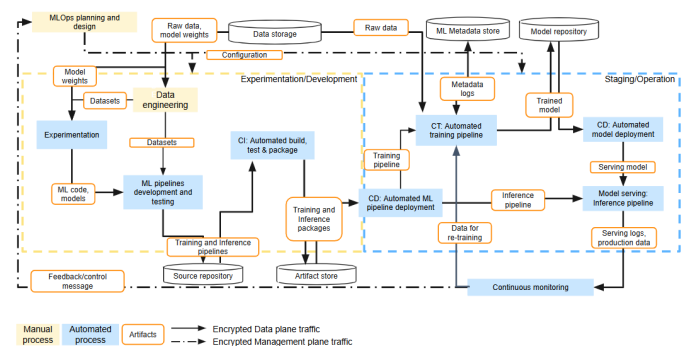 MLOps planning and
design
Raw data,
model weights
Data storage
Raw data
ML Metadata store
Model repository
Configuration
Model
weights
Experimentation/Development
Staging/Operation
Datasets
Data
engineering
Metadata
logs
Trained
model
Experimentation
Datasets
CI: Automated build,
test & package
CT: Automated
training pipeline
CD: Automated
model deployment
Training
pipeline
Serving model
ML code,
models
ML pipelines
development and
testing
CD: Automated ML
pipeline deployment
Inference
pipeline
Model serving:
Inference pipeline
Training and Inference
pipelines
Training and
Inference
packages
Data for
re-training
Serving logs,
production data
Feedback/control
message
Source repository
Artifact store
Continuous monitoring
Manual
process
Automated
process
Artifacts
Encrypted Data plane traffic
Encrypted Management plane traffic